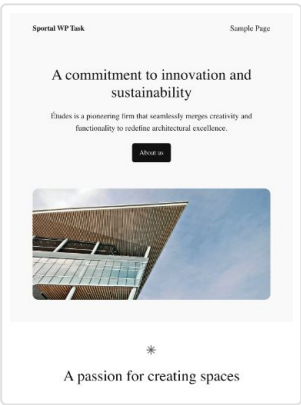 Sportal WP Task
Sample Page
A commitment to innovation and
sustainability
Études is a pioneering firm that seamlessly merges creativity and
functionality to redefine architectural excellence.
About us
A passion for creating spaces